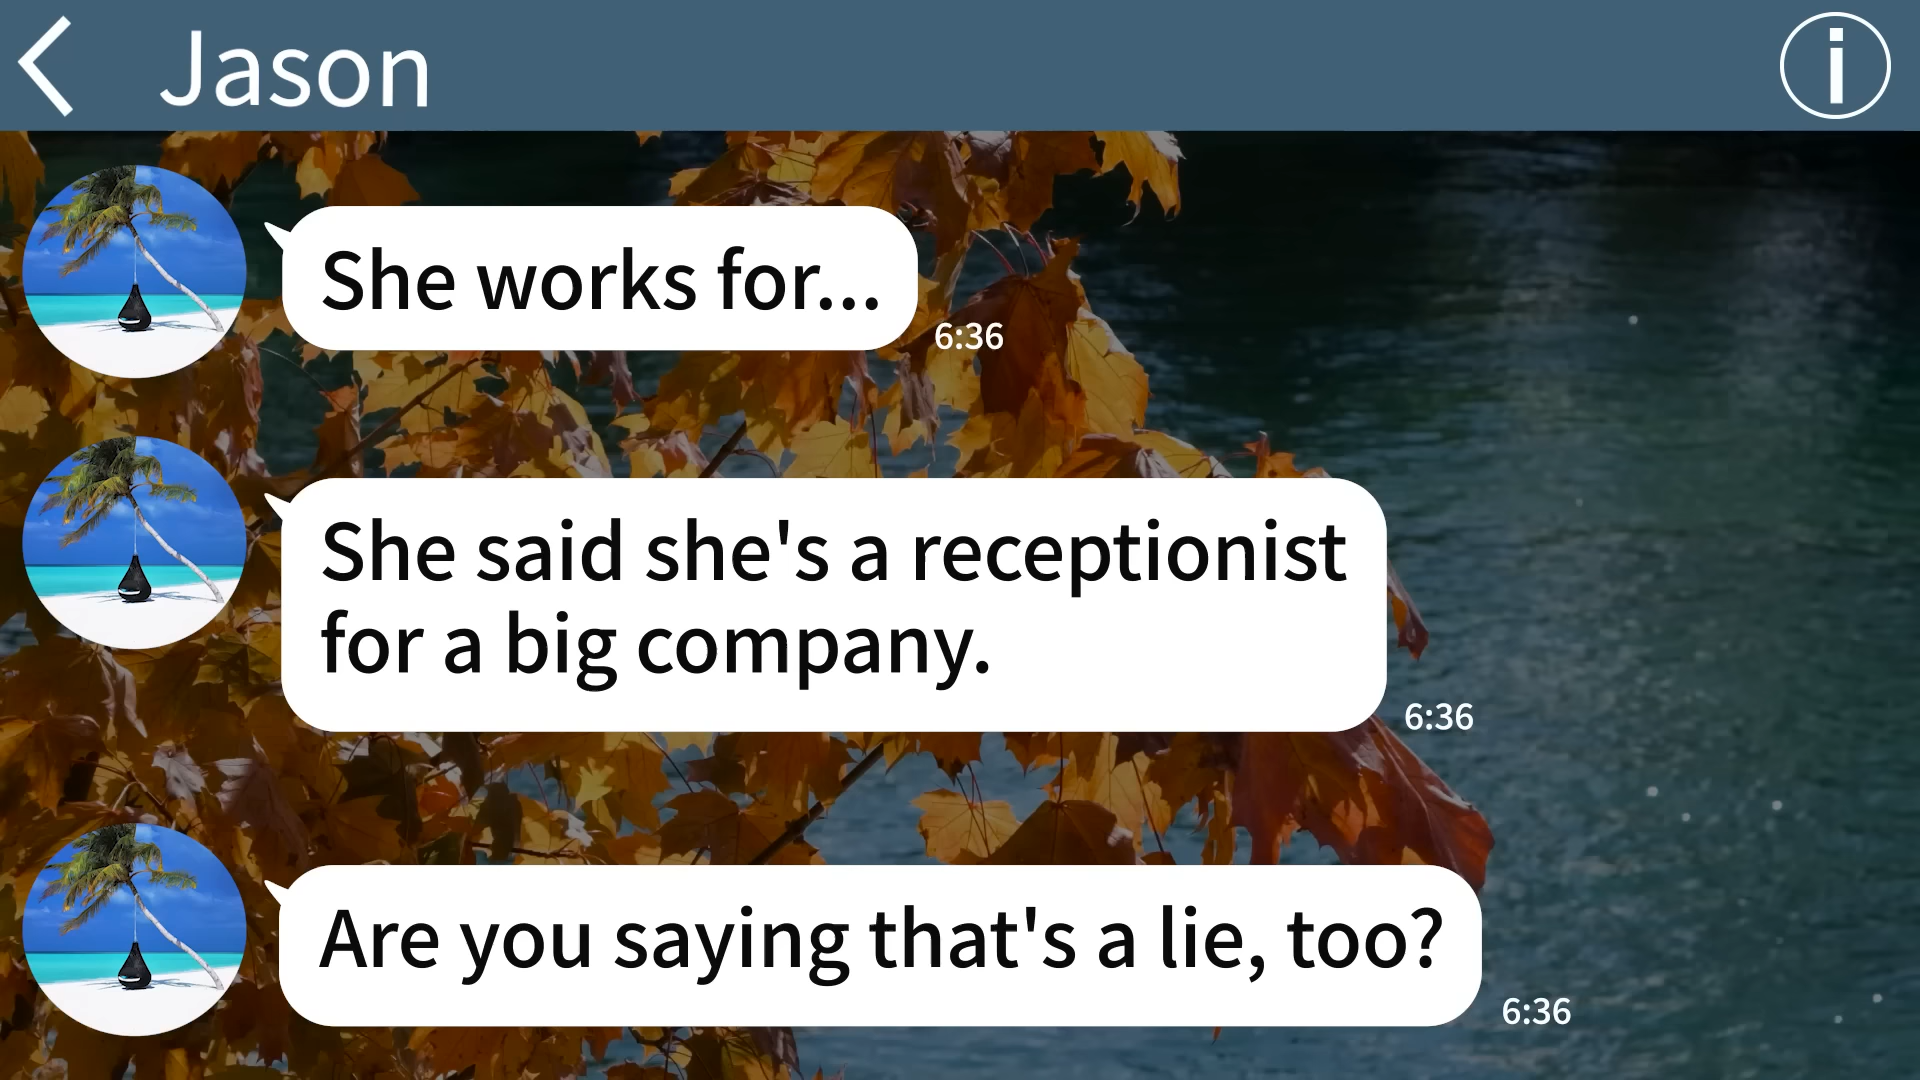 Jason
She works for...
6:36
She said she's a receptionist
for a big company.
6:36
Are you saying that's a lie, too?
6:36